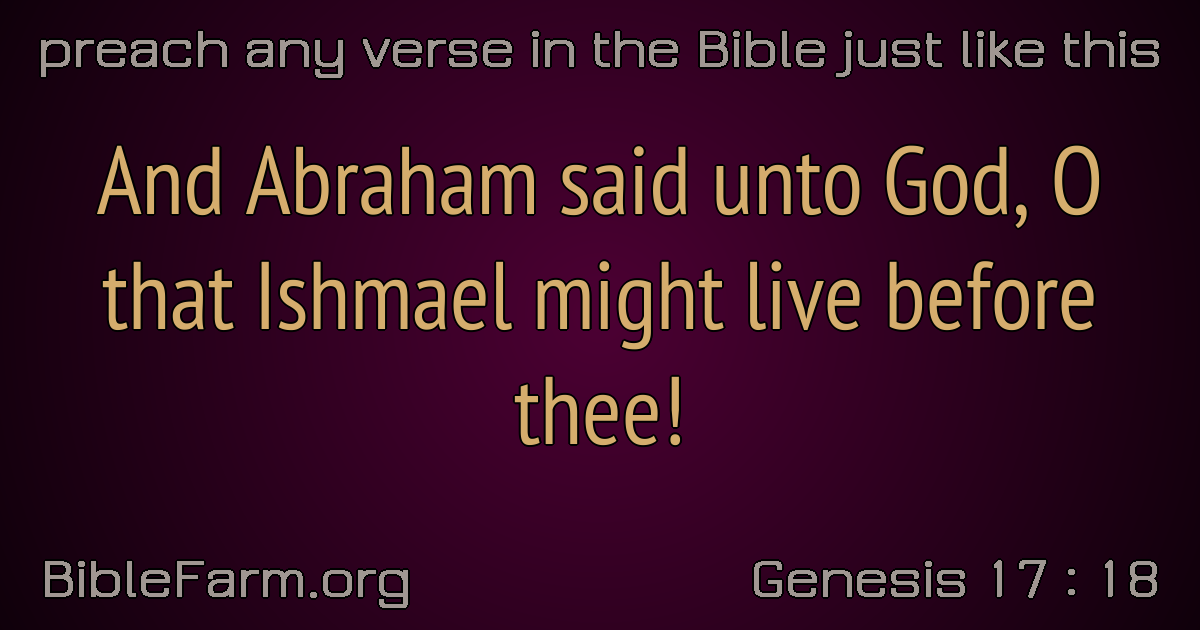 preach any verse in the Bible just like this
And Abraham said unto God, O
that Ishmael might live before
thee!
BibleFarm.org
Genesis 17 : 18